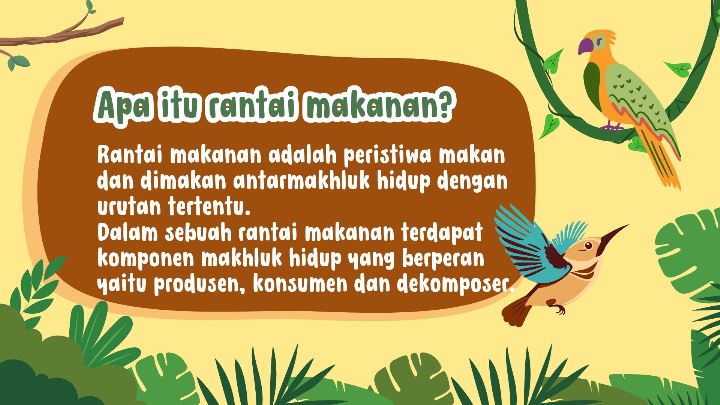 Apa itu rantai makanan?
Rantai makanan adalah peristiwa makan
dan dimakan antarmakhluk hidup dengan
urutan tertentu.
Dalam sebuah rantai makanan terdapat
komponen makhluk hidup yang berperan
yaitu produsen, konsumen dan dekomposer.